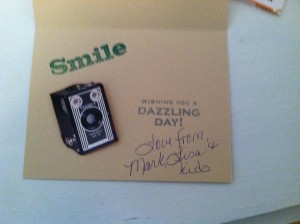 Smile
WISHING YOU A
DAZZLING
DAY!
Love from,
Mark, Lisa &
kids